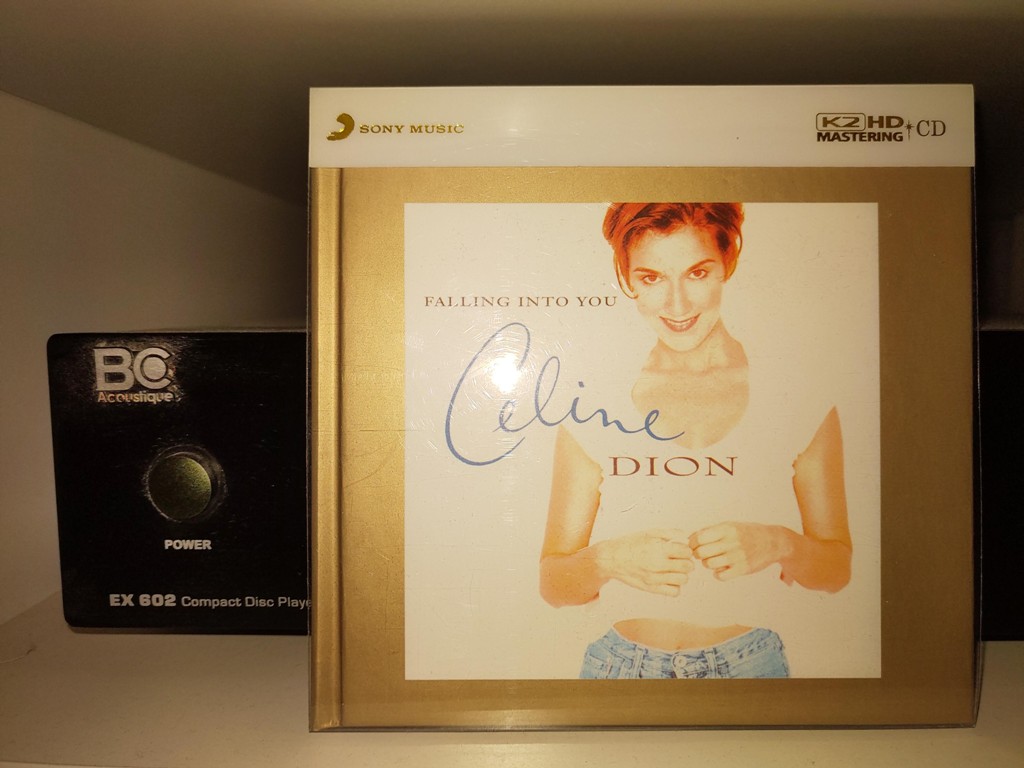 SONY MUSIC
K2 HD
MASTERING CD
FALLING INTO YOU
Celine
DION
BC
Acoustique
POWER
EX 602 Compact Disc Playe